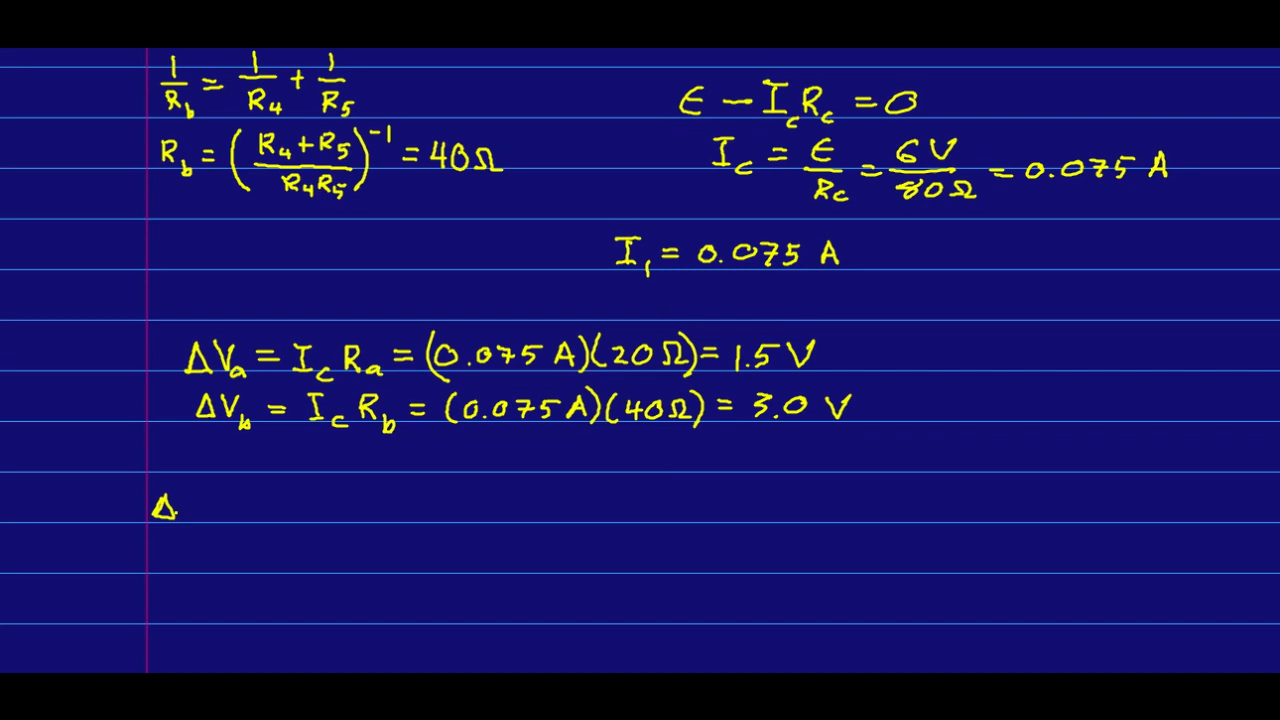 1/R_b = 1/R_4 + 1/R_5
R_b = ((R_4 + R_5)/(R_4 R_5))^-1 = 40Ω
ϵ - I_c R_c = 0
I_c = ϵ/R_c = 6 V/80Ω = 0.075 A
I_1 = 0.075 A
ΔV_a = I_c R_a = (0.075 A)(20Ω) = 1.5 V
ΔV_b = I_c R_b = (0.075 A)(40Ω) = 3.0 V
Δ